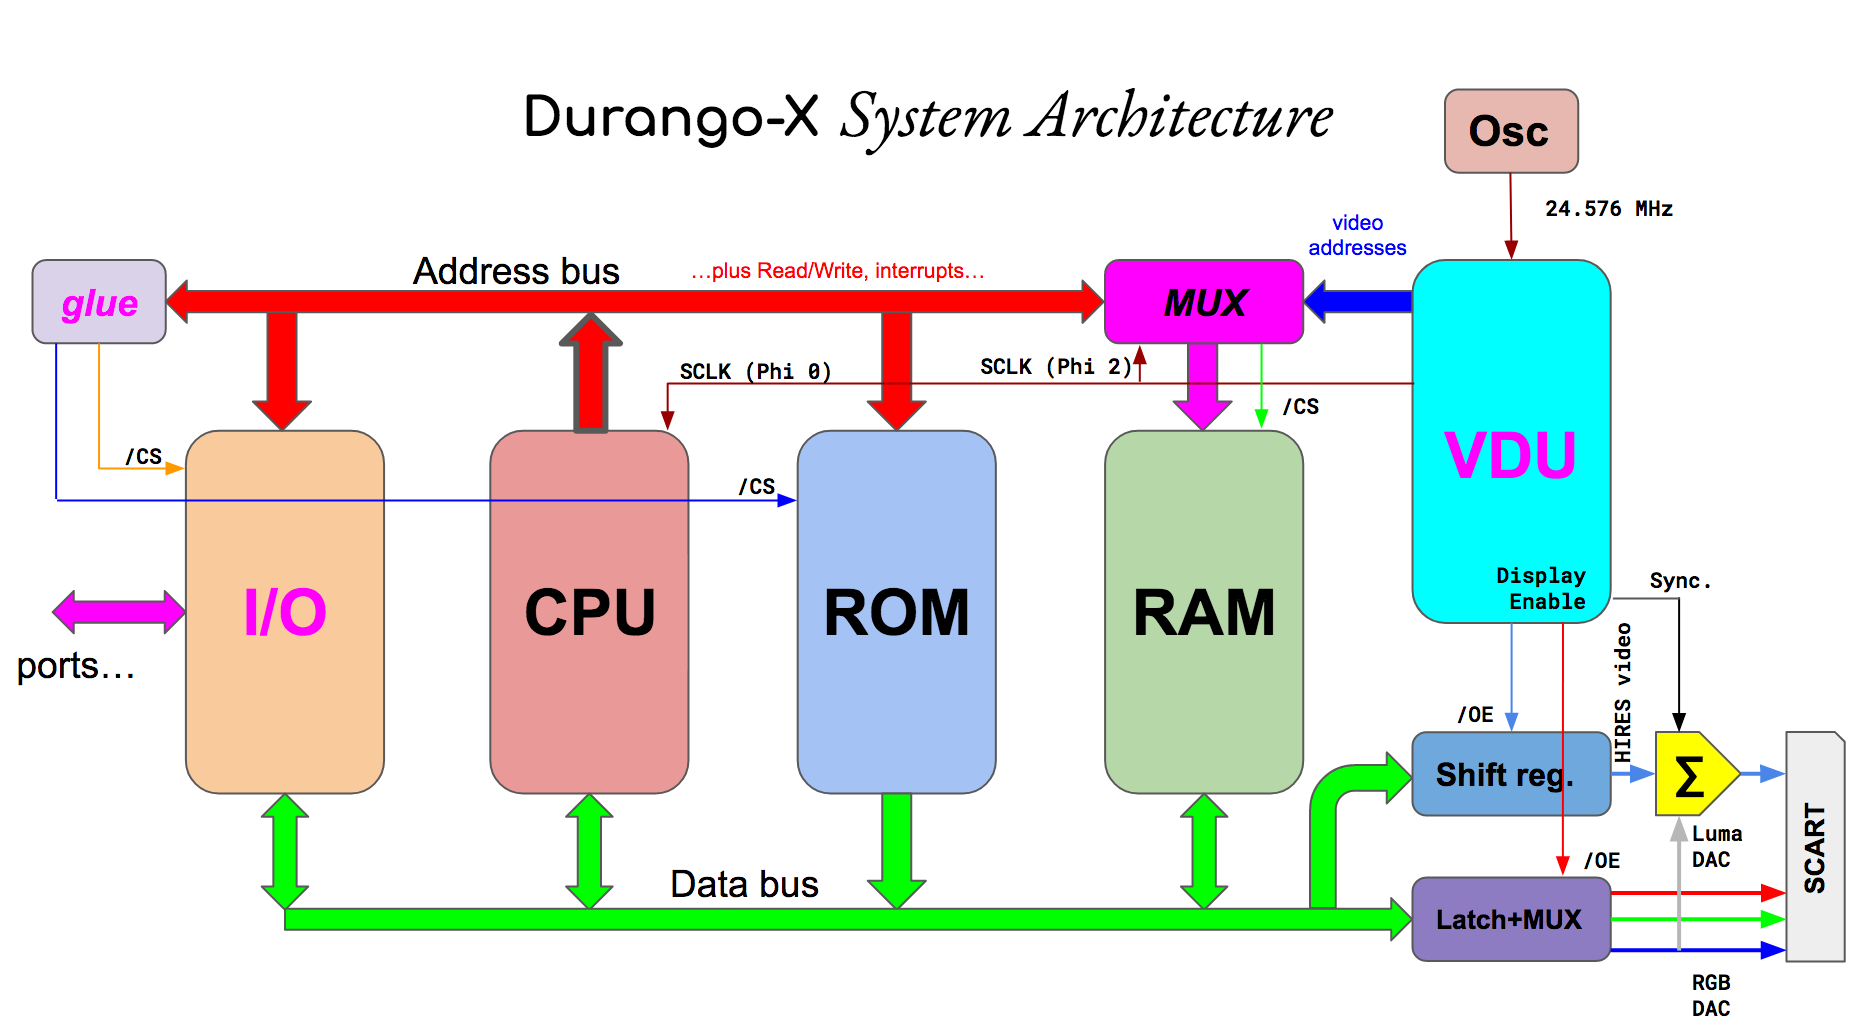 Durango-X System Architecture
Osc
24.576 MHz
video
addresses
glue
Address bus
…plus Read/Write, interrupts…
MUX
SCLK (Phi 0)
SCLK (Phi 2)
/CS
/CS
/CS
VDU
I/O
CPU
ROM
RAM
Display
Enable
Sync.
ports…
HIRES video
/OE
Shift reg.
Σ
Luma
DAC
SCART
/OE
Data bus
Latch+MUX
RGB
DAC